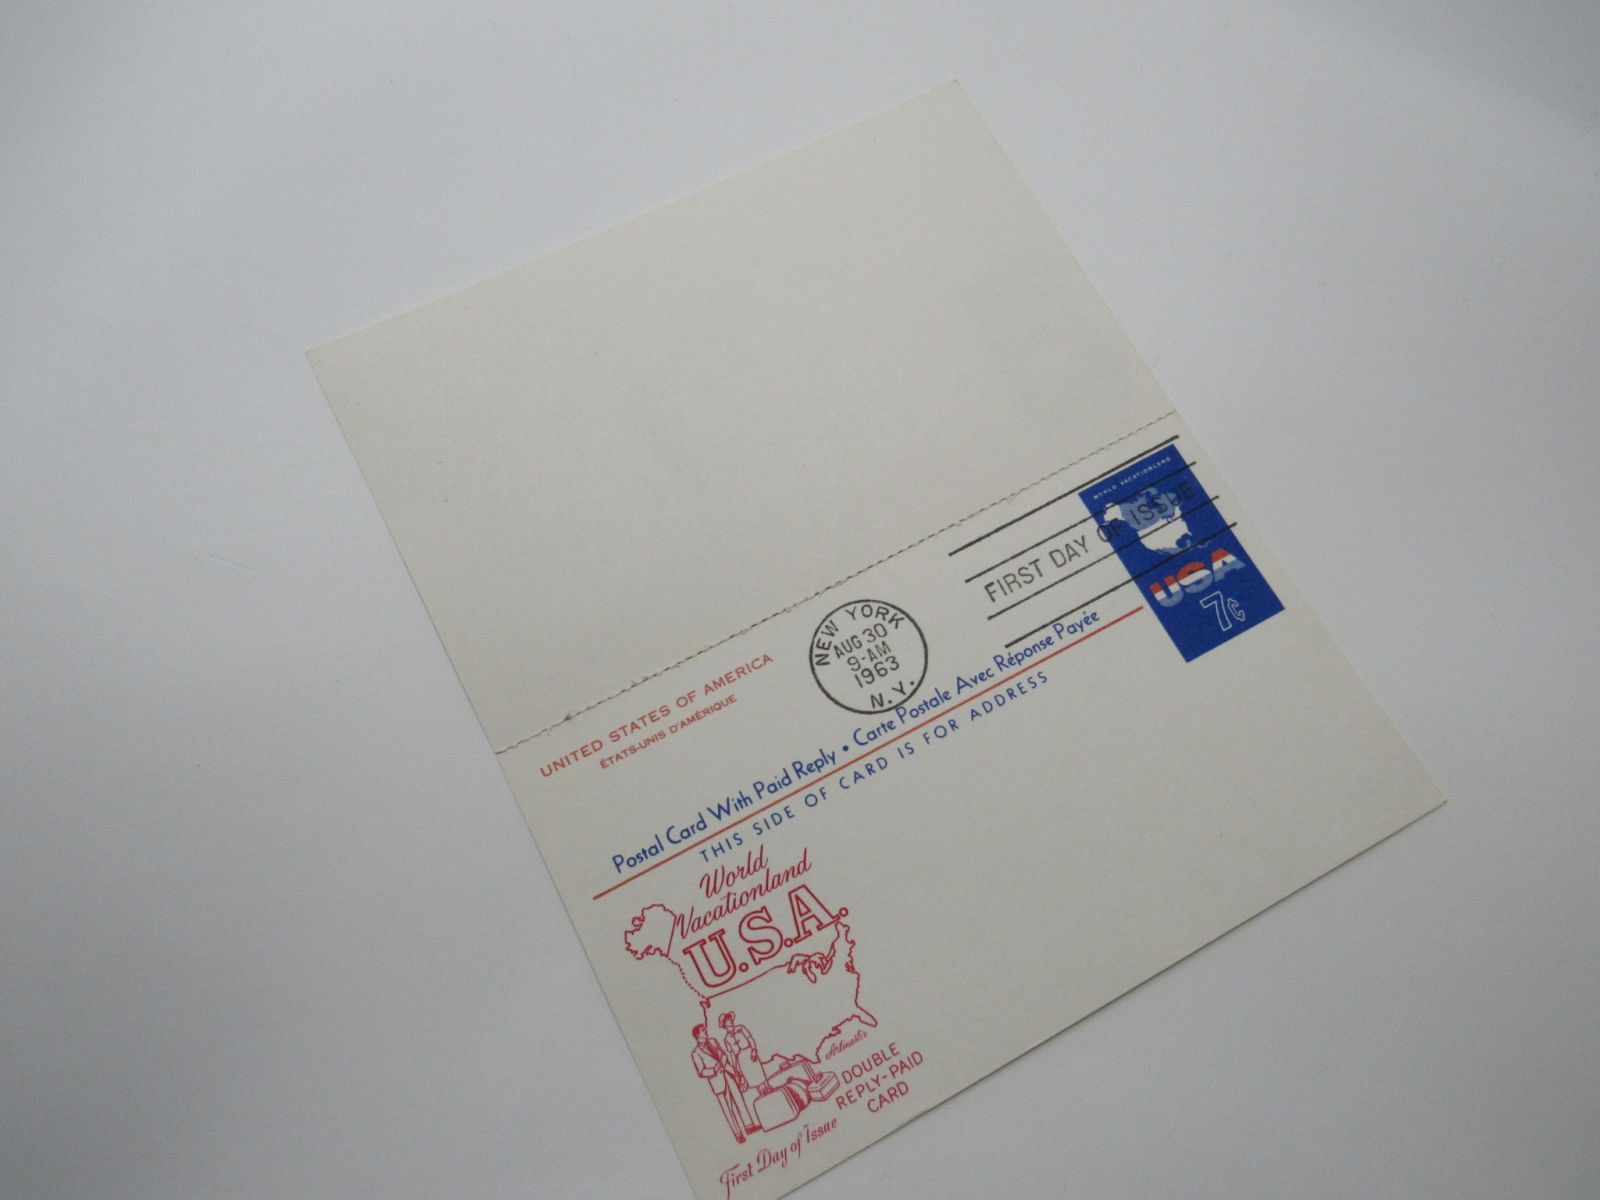 UNITED STATES OF AMERICA
ÉTATS-UNIS D'AMÉRIQUE
NEW YORK
AUG 30
9-AM
1963
N.Y.
FIRST DAY OF ISSUE
WORLD VACATIONLAND
USA
7¢
Postal Card With Paid Reply • Carte Postale Avec Réponse Payée
THIS SIDE OF CARD IS FOR ADDRESS
World
Vacationland
U.S.A.
Artmaster
DOUBLE
REPLY-PAID
CARD
First Day of Issue